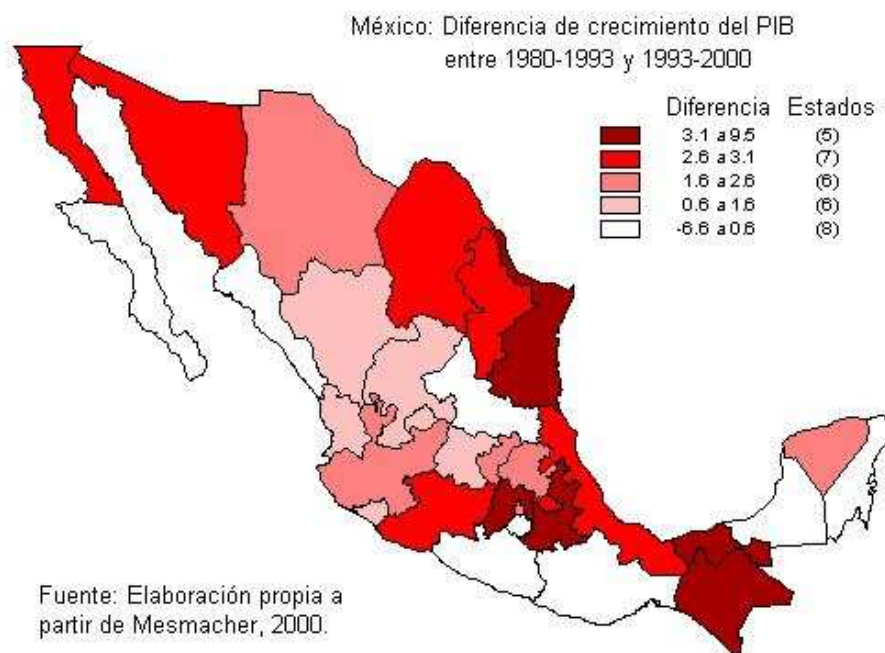 México: Diferencia de crecimiento del PIB
entre 1980-1993 y 1993-2000
Diferencia Estados
3.1 a 9.5 (5)
2.6 a 3.1 (7)
1.6 a 2.6 (6)
0.6 a 1.6 (6)
-6.6 a 0.6 (8)
Fuente: Elaboración propia a
partir de Mesmacher, 2000.